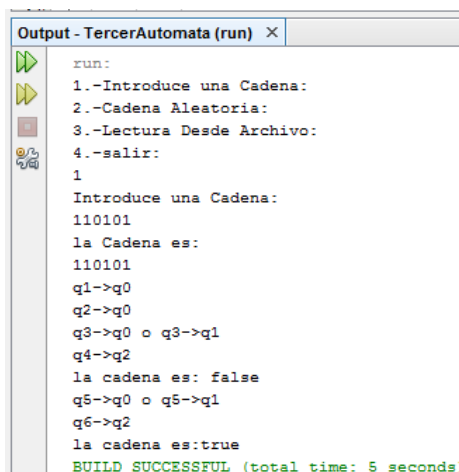 Output - TercerAutomata (run) ×
run:
1.-Introduce una Cadena:
2.-Cadena Aleatoria:
3.-Lectura Desde Archivo:
4.-salir:
1
Introduce una Cadena:
110101
la Cadena es:
110101
q1->q0
q2->q0
q3->q0 o q3->q1
q4->q2
la cadena es: false
q5->q0 o q5->q1
q6->q2
la cadena es:true
BUILD SUCCESSFUL (total time: 5 seconds